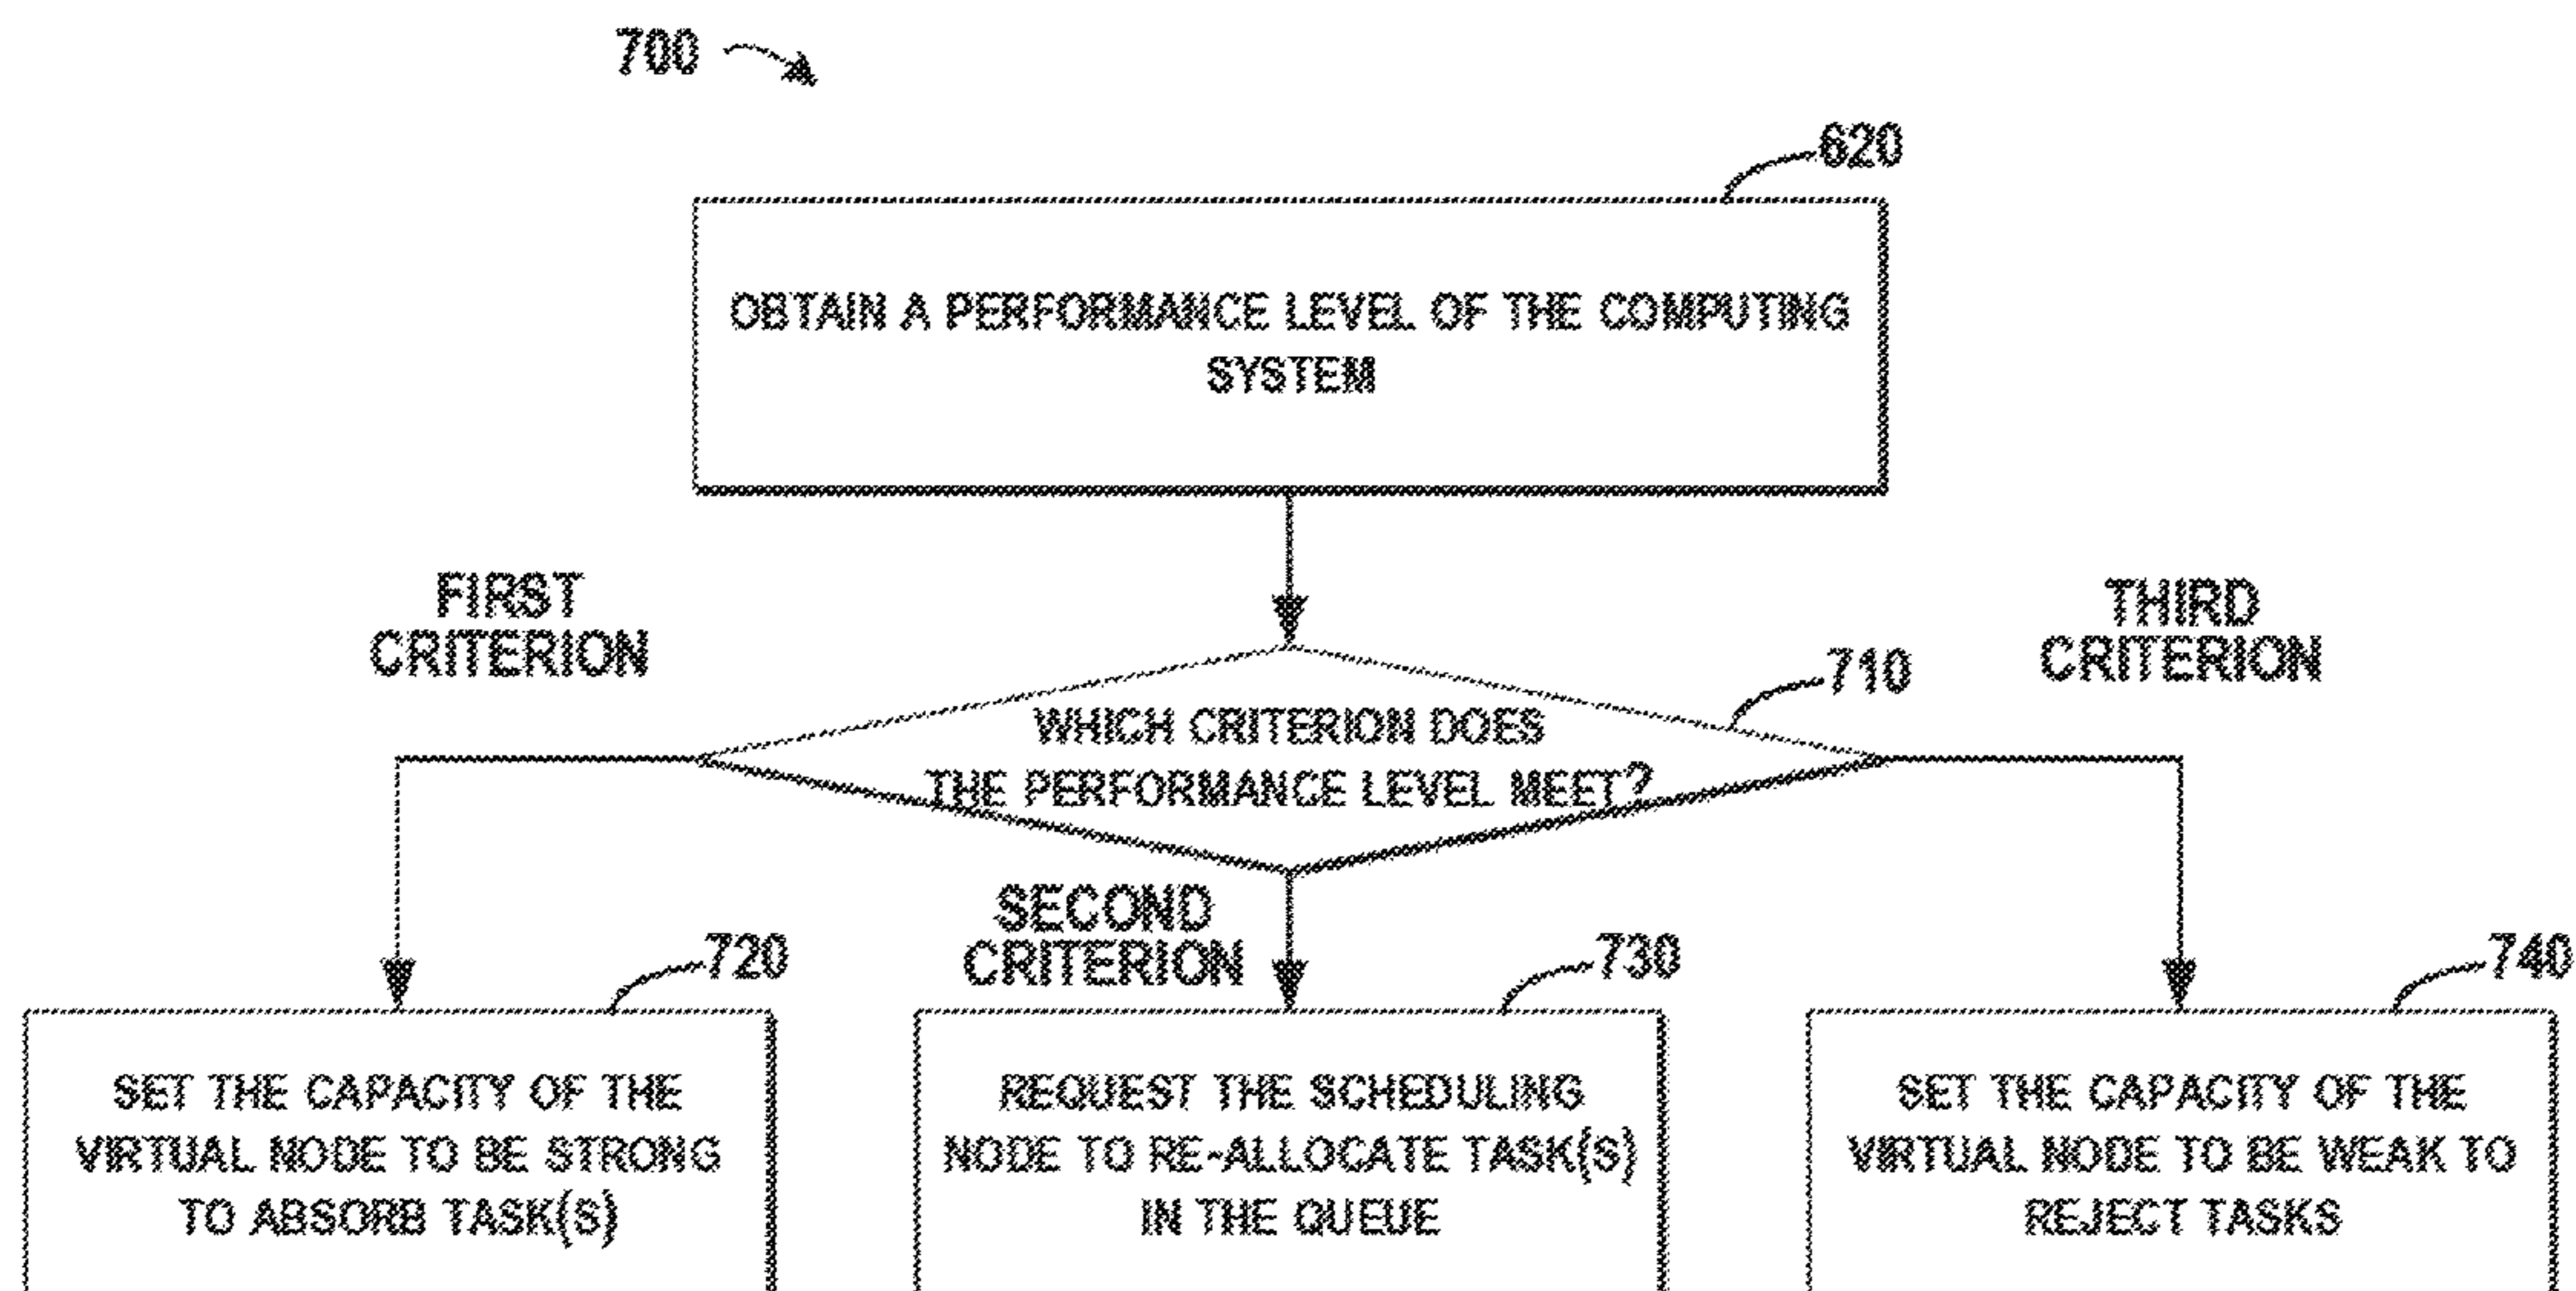 700
620
OBTAIN A PERFORMANCE LEVEL OF THE COMPUTING
SYSTEM
FIRST
CRITERION
THIRD
CRITERION
710
WHICH CRITERION DOES
THE PERFORMANCE LEVEL MEET?
SECOND
CRITERION
720
730
740
SET THE CAPACITY OF THE
VIRTUAL NODE TO BE STRONG
TO ABSORB TASK(S)
REQUEST THE SCHEDULING
NODE TO RE-ALLOCATE TASK(S)
IN THE QUEUE
SET THE CAPACITY OF THE
VIRTUAL NODE TO BE WEAK TO
REJECT TASKS